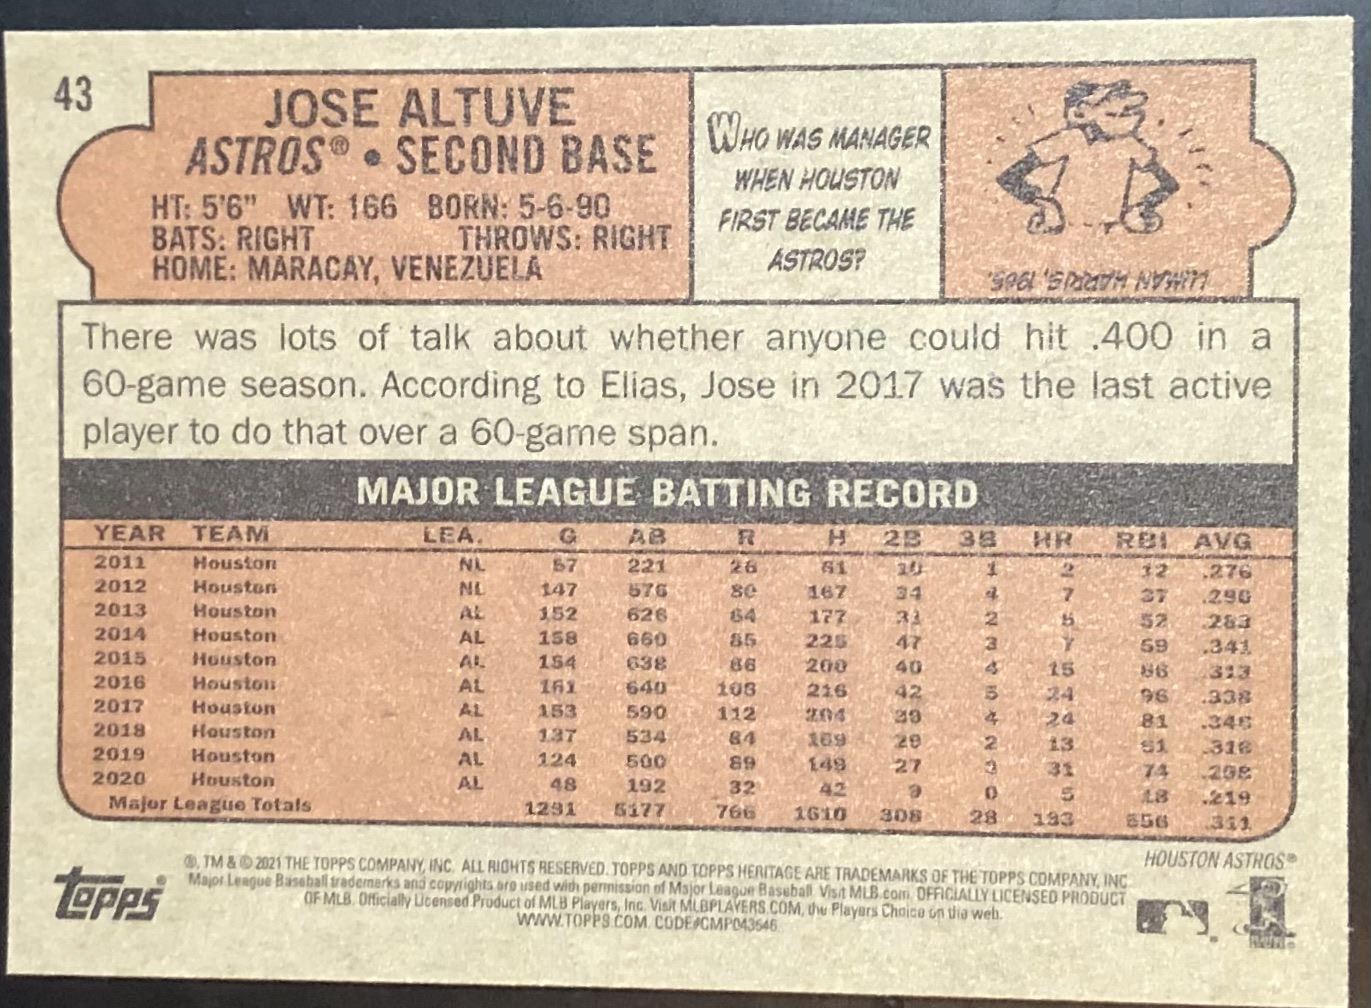 43
JOSE ALTUVE
ASTROS® • SECOND BASE
HT: 5'6" WT: 166 BORN: 5-6-90
BATS: RIGHT THROWS: RIGHT
HOME: MARACAY, VENEZUELA
WHO WAS MANAGER
WHEN HOUSTON
FIRST BECAME THE
ASTROS?
LUMAN HARRIS, 1965.
There was lots of talk about whether anyone could hit .400 in a
60-game season. According to Elias, Jose in 2017 was the last active
player to do that over a 60-game span.
MAJOR LEAGUE BATTING RECORD
YEAR TEAM LEA. G AB R H 2B 3B HR RBI AVG
2011 Houston NL 57 221 26 61 10 1 2 12 .276
2012 Houston NL 147 576 80 167 34 4 7 37 .290
2013 Houston AL 152 626 64 177 31 2 5 52 .283
2014 Houston AL 158 660 85 225 47 3 7 59 .341
2015 Houston AL 154 638 86 200 40 4 15 66 .313
2016 Houston AL 161 640 108 216 42 5 24 96 .338
2017 Houston AL 153 590 112 204 39 4 24 81 .346
2018 Houston AL 137 534 84 169 29 2 13 61 .316
2019 Houston AL 124 500 89 149 27 3 31 74 .298
2020 Houston AL 48 192 32 42 9 0 5 18 .219
Major League Totals 1291 5177 766 1610 308 28 133 556 .311
HOUSTON ASTROS®
®, TM & © 2021 THE TOPPS COMPANY, INC. ALL RIGHTS RESERVED. TOPPS AND TOPPS HERITAGE ARE TRADEMARKS OF THE TOPPS COMPANY, INC
Major League Baseball trademarks and copyrights are used with permission of Major League Baseball. Visit MLB.com. OFFICIALLY LICENSED PRODUCT
OF MLB. Officially Licensed Product of MLB Players, Inc. Visit MLBPLAYERS.COM, the Players Choice on the web.
WWW.TOPPS.COM. CODE#CMP043546
Topps®